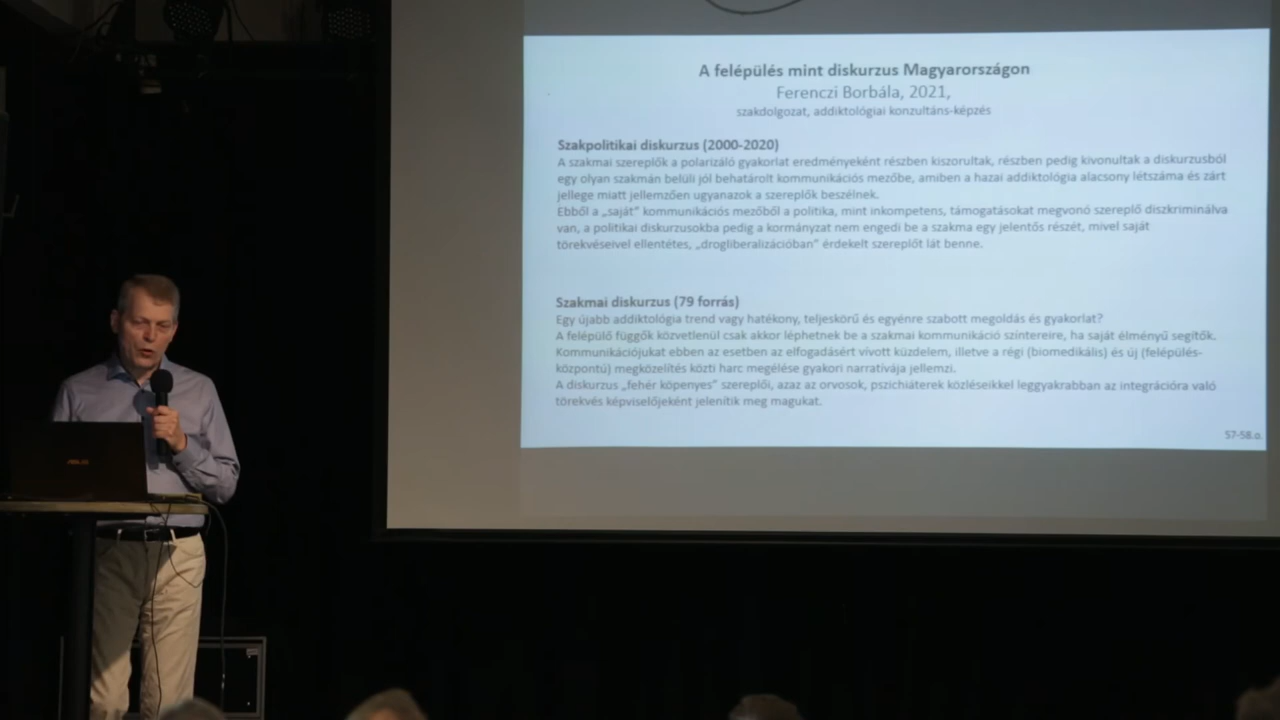 A felépülés mint diskurzus Magyarországon
Ferenczi Borbála, 2021,
szakdolgozat, addiktológiai konzultáns-képzés
Szakpolitikai diskurzus (2000-2020)
A szakmai szereplők a polarizáló gyakorlat eredményeként részben kiszorultak, részben pedig kivonultak a diskurzusból
egy olyan szakmán belüli jól behatárolt kommunikációs mezőbe, amiben a hazai addiktológia alacsony létszáma és zárt
jellege miatt jellemzően ugyanazok a szereplők beszélnek.
Ebből a „saját” kommunikációs mezőből a politika, mint inkompetens, támogatásokat megvonó szereplő diszkriminálva
van, a politikai diskurzusokba pedig a kormányzat nem engedi be a szakma egy jelentős részét, mivel saját
törekvéseivel ellentétes, „drogliberalizációban” érdekelt szereplőt lát benne.
Szakmai diskurzus (79 forrás)
Egy újabb addiktológia trend vagy hatékony, teljeskörű és egyénre szabott megoldás és gyakorlat?
A felépülő függők közvetlenül csak akkor léphetnek be a szakmai kommunikáció színtereire, ha saját élményű segítők.
Kommunikációjukat ebben az esetben az elfogadásért vívott küzdelem, illetve a régi (biomedikális) és új (felépülés-
központú) megközelítés közti harc megélése gyakori narratívája jellemzi.
A diskurzus „fehér köpenyes” szereplői, azaz az orvosok, pszichiáterek közléseikkel leggyakrabban az integrációra való
törekvés képviselőjeként jelenítik meg magukat.
57-58.o.
ASUS